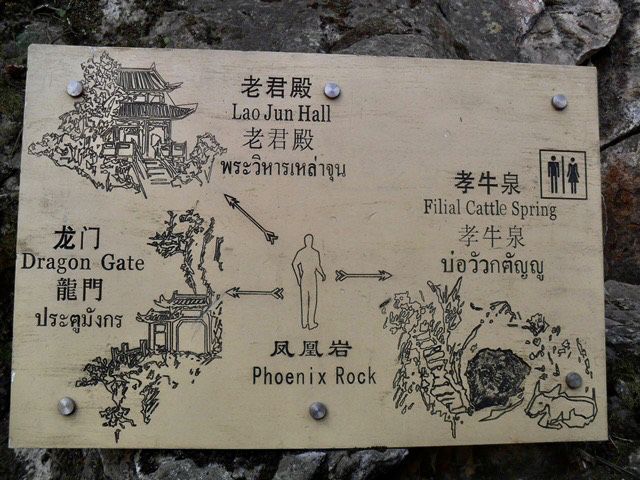 老君殿
Lao Jun Hall
老君殿
พระวิหารเหล่าจุน
孝牛泉
Filial Cattle Spring
孝牛泉
บ่อวัวกตัญญู
龙门
Dragon Gate
龍門
ประตูมังกร
凤凰岩
Phoenix Rock